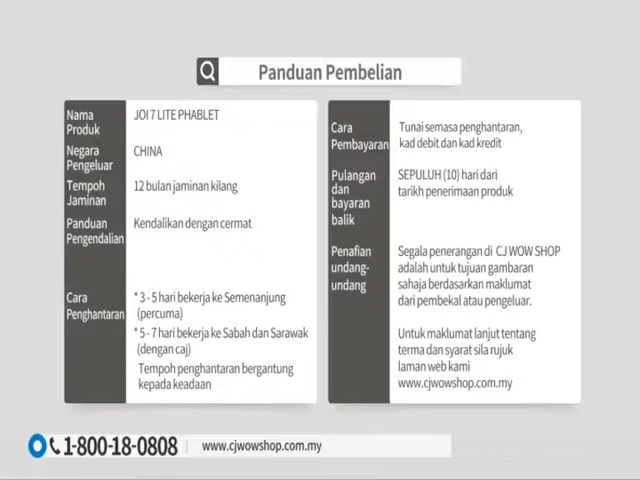 Panduan Pembelian
Nama
Produk
JOI 7 LITE PHABLET
Negara
Pengeluar
CHINA
Tempoh
Jaminan
12 bulan jaminan kilang
Panduan
Pengendalian
Kendalikan dengan cermat
Cara
Penghantaran
* 3 - 5 hari bekerja ke Semenanjung
(percuma)
* 5 - 7 hari bekerja ke Sabah dan Sarawak
(dengan caj)
Tempoh penghantaran bergantung
kepada keadaan
Cara
Pembayaran
Tunai semasa penghantaran,
kad debit dan kad kredit
Pulangan
dan
bayaran
balik
SEPULUH (10) hari dari
tarikh penerimaan produk
Penafian
undang-
undang
Segala penerangan di CJ WOW SHOP
adalah untuk tujuan gambaran
sahaja berdasarkan maklumat
dari pembekal atau pengeluar.
Untuk maklumat lanjut tentang
terma dan syarat sila rujuk
laman web kami
www.cjwowshop.com.my
1-800-18-0808
www.cjwowshop.com.my